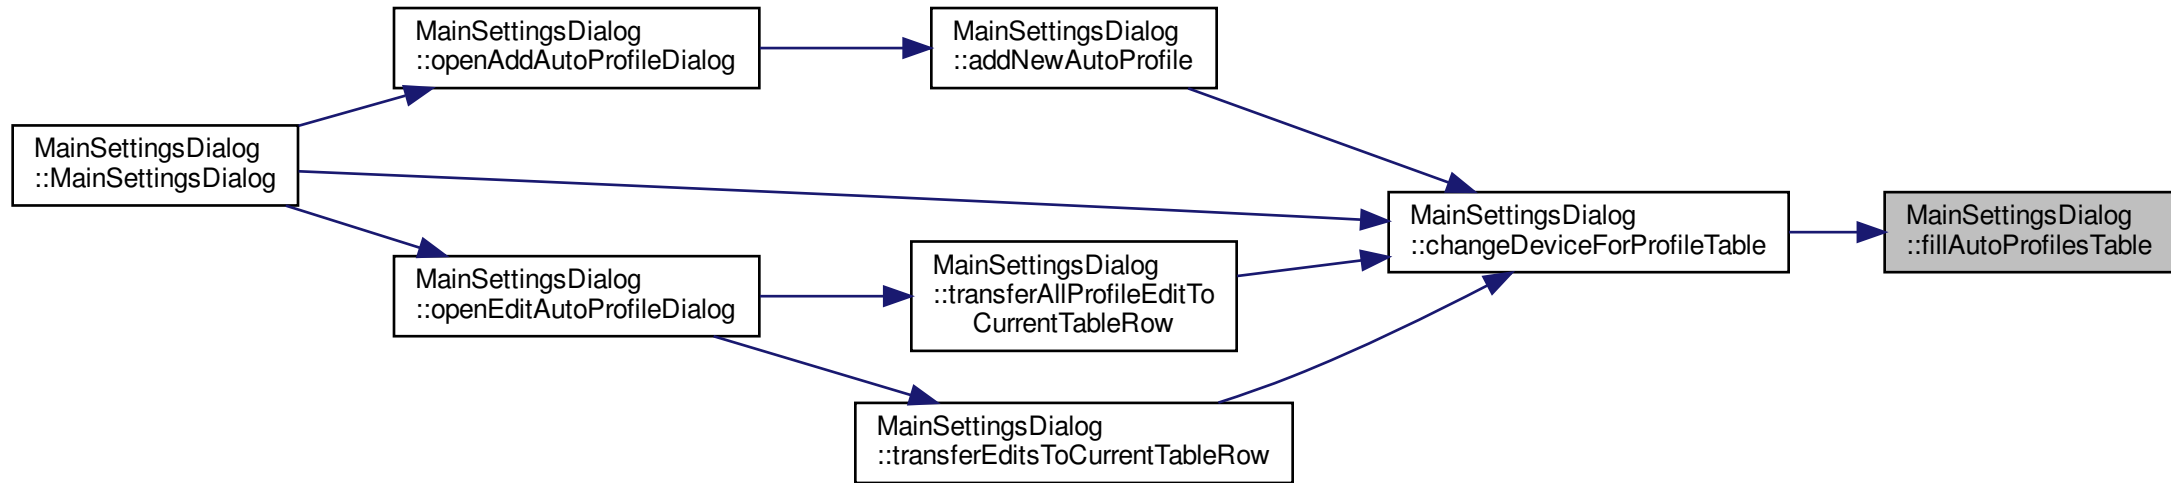 MainSettingsDialog
::openAddAutoProfileDialog
MainSettingsDialog
::addNewAutoProfile
MainSettingsDialog
::MainSettingsDialog
MainSettingsDialog
::changeDeviceForProfileTable
MainSettingsDialog
::fillAutoProfilesTable
MainSettingsDialog
::openEditAutoProfileDialog
MainSettingsDialog
::transferAllProfileEditTo
CurrentTableRow
MainSettingsDialog
::transferEditsToCurrentTableRow